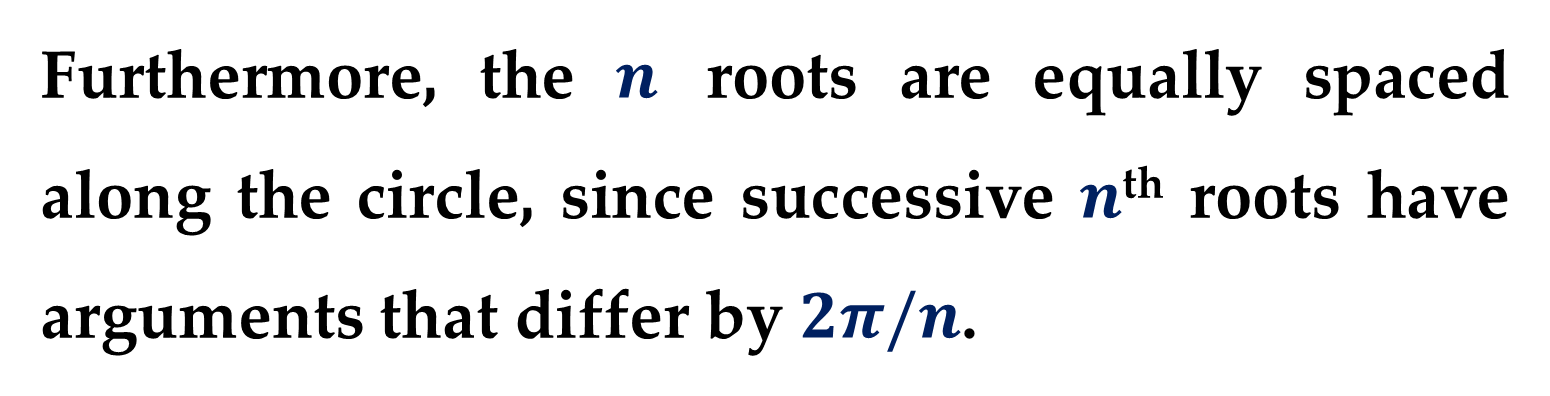 Furthermore, the n roots are equally spaced
along the circle, since successive nᵗʰ roots have
arguments that differ by 2π/n.